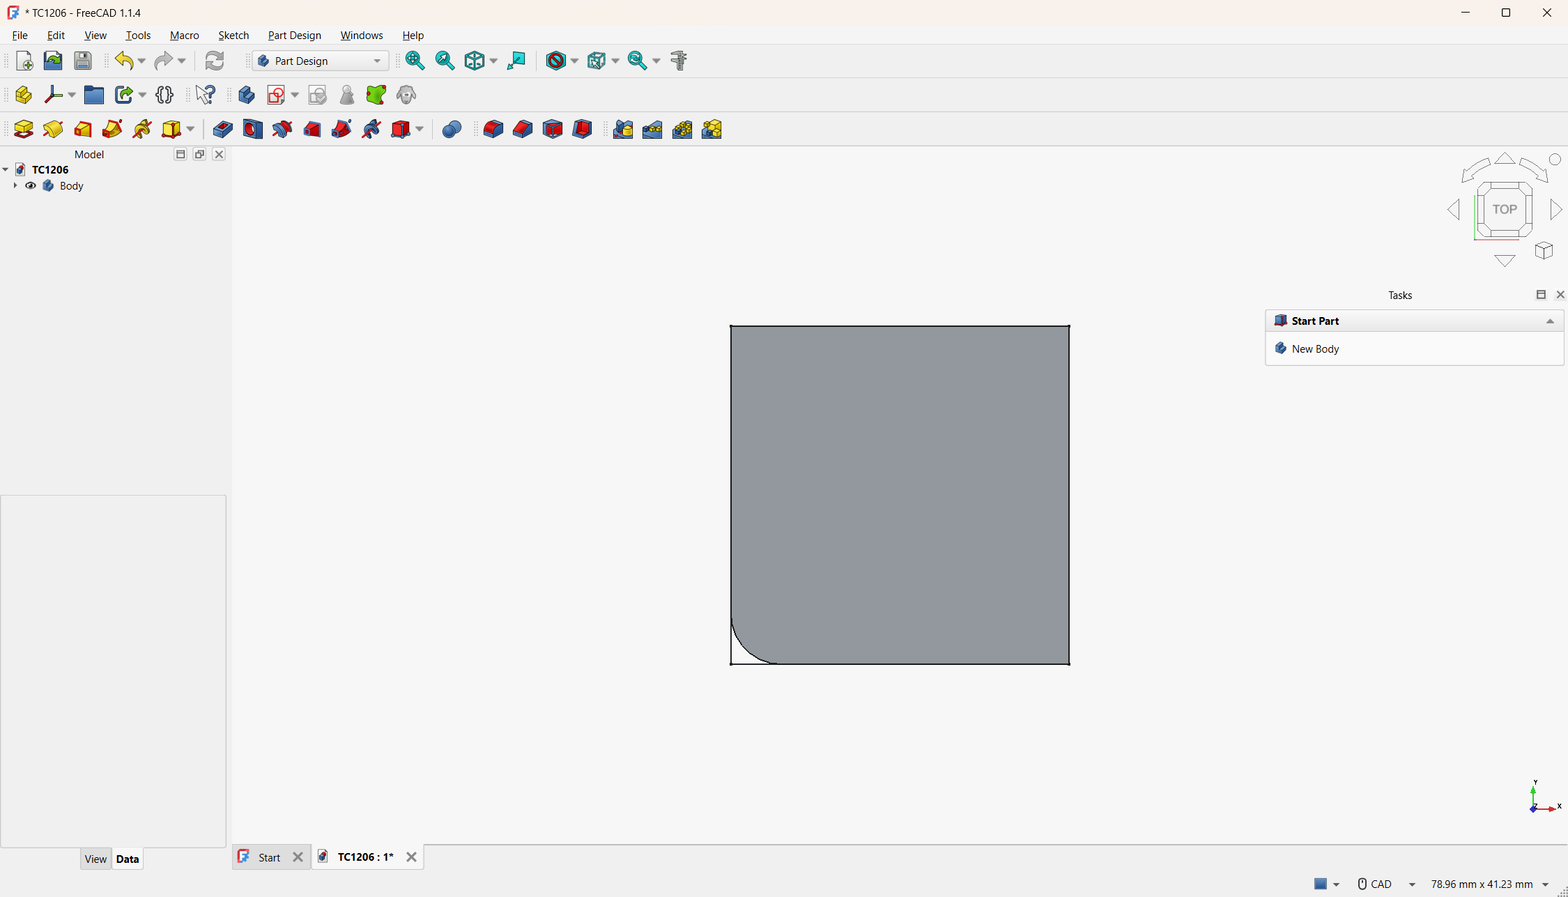 * TC1206 - FreeCAD 1.1.4
File Edit View Tools Macro Sketch Part Design Windows Help
Part Design
Model
TC1206
Body
TOP
Tasks
Start Part
New Body
Y
Z
X
View Data
Start TC1206 : 1*
CAD 78.96 mm x 41.23 mm